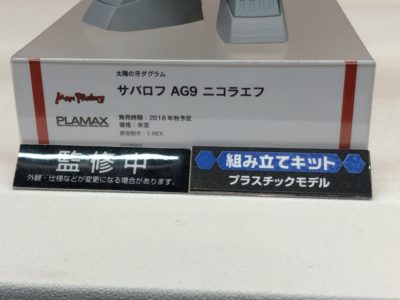 太陽の牙ダグラム
サバロフ AG9 ニコラエフ
Max Factory
PLAMAX
発売時期:2018年秋予定
価格:未定
原型制作:T-REX
監修中
外観・仕様などが変更になる場合があります。
組み立てキット
プラスチックモデル